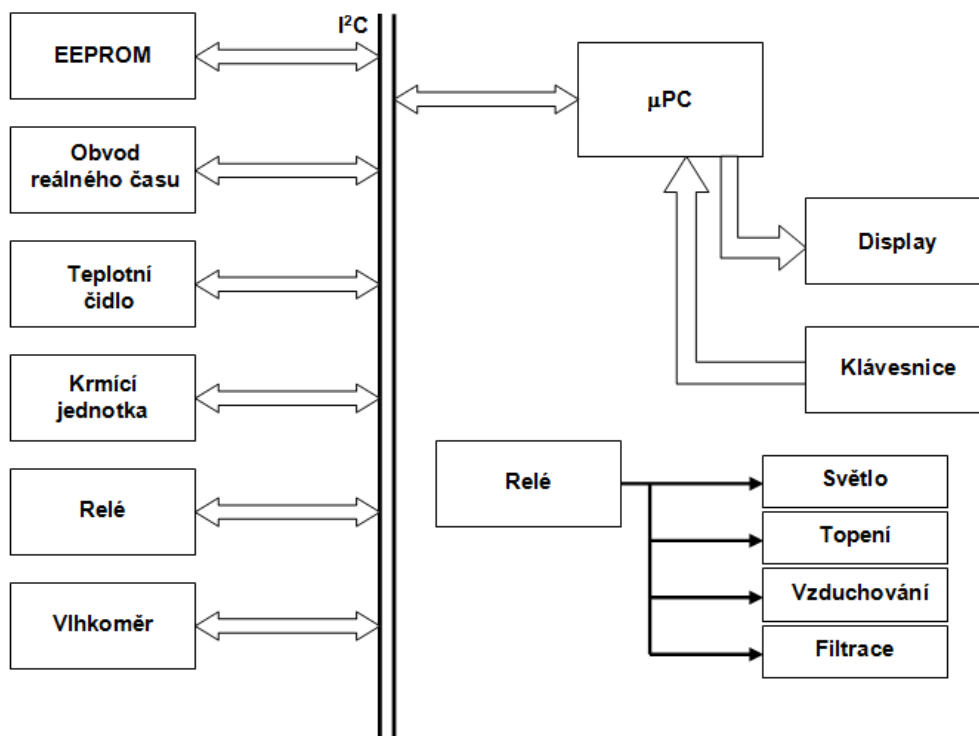 I²C
EEPROM
µPC
Obvod
reálného času
Display
Teplotní
čidlo
Klávesnice
Krmící
jednotka
Relé
Světlo
Relé
Topení
Vzduchování
Vlhkoměr
Filtrace